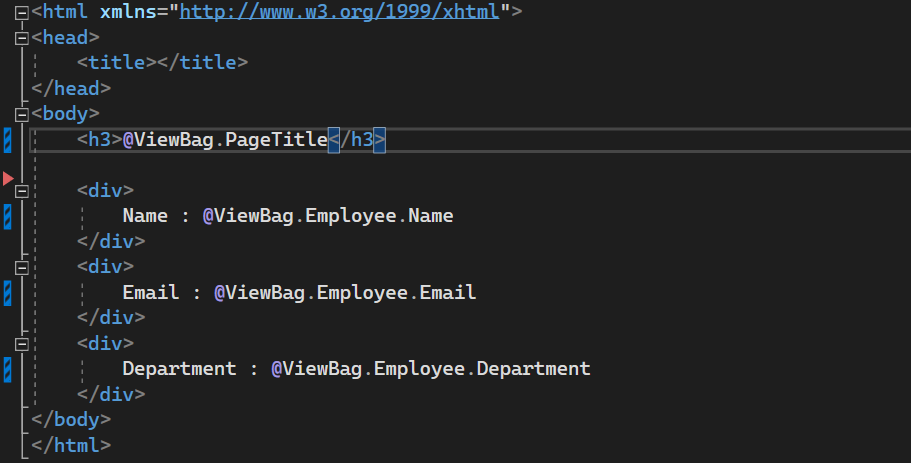 <html xmlns="http://www.w3.org/1999/xhtml">
<head>
    <title></title>
</head>
<body>
    <h3>@ViewBag.PageTitle</h3>

    <div>
        Name : @ViewBag.Employee.Name
    </div>
    <div>
        Email : @ViewBag.Employee.Email
    </div>
    <div>
        Department : @ViewBag.Employee.Department
    </div>
</body>
</html>